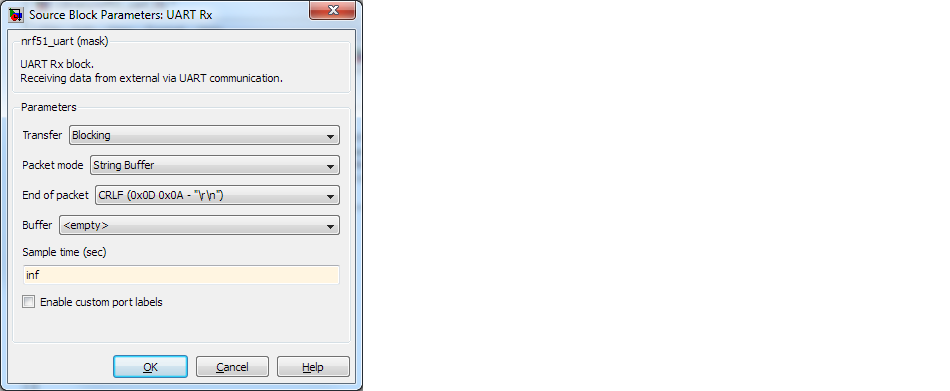 Source Block Parameters: UART Rx
nrf51_uart (mask)
UART Rx block.
Receiving data from external via UART communication.
Parameters
Transfer Blocking
Packet mode String Buffer
End of packet CRLF (0x0D 0x0A - "\r\n")
Buffer <empty>
Sample time (sec)
inf
Enable custom port labels
OK Cancel Help